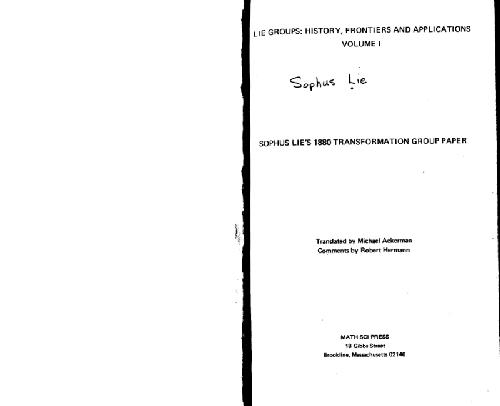 LIE GROUPS: HISTORY, FRONTIERS AND APPLICATIONS
VOLUME I
Sophus Lie
SOPHUS LIE'S 1880 TRANSFORMATION GROUP PAPER
Translated by Michael Ackerman
Comments by Robert Hermann
MATH SCI PRESS
18 Gibbs Street
Brookline, Massachusetts 02146